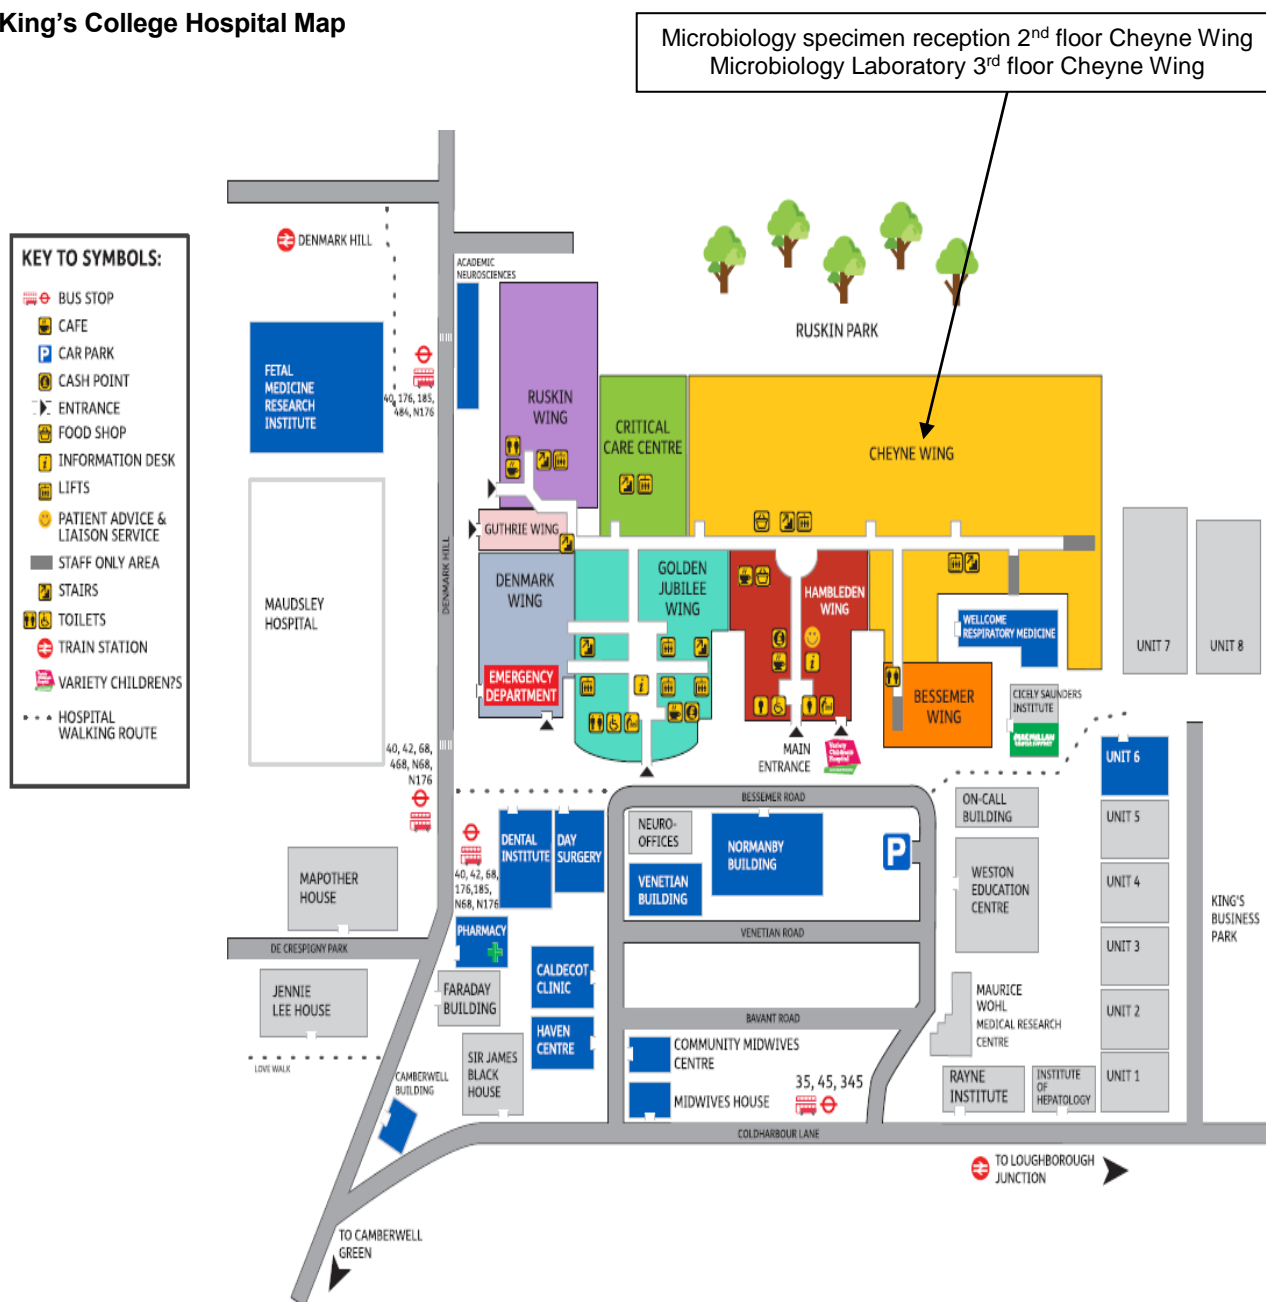 King's College Hospital Map
Microbiology specimen reception 2nd floor Cheyne Wing
Microbiology Laboratory 3rd floor Cheyne Wing
KEY TO SYMBOLS:
BUS STOP
CAFE
P CAR PARK
CASH POINT
ENTRANCE
FOOD SHOP
INFORMATION DESK
LIFTS
PATIENT ADVICE &
LIAISON SERVICE
STAFF ONLY AREA
STAIRS
TOILETS
TRAIN STATION
VARIETY CHILDREN?S
HOSPITAL
WALKING ROUTE
DENMARK HILL
ACADEMIC
NEUROSCIENCES
RUSKIN PARK
FETAL
MEDICINE
RESEARCH
INSTITUTE
40, 176, 185,
484, N176
RUSKIN
WING
CRITICAL
CARE CENTRE
CHEYNE WING
GUTHRIE WING
MAUDSLEY
HOSPITAL
DENMARK HILL
DENMARK
WING
GOLDEN
JUBILEE
WING
HAMBLEDEN
WING
WELLCOME
RESPIRATORY MEDICINE
UNIT 7
UNIT 8
EMERGENCY
DEPARTMENT
BESSEMER
WING
CICELY SAUNDERS
INSTITUTE
MACMILLAN
CANCER SUPPORT
MAIN
ENTRANCE
Variety
Children's
Hospital
40, 42, 68,
468, N68,
N176
BESSEMER ROAD
UNIT 6
DENTAL
INSTITUTE
DAY
SURGERY
NEURO-
OFFICES
NORMANBY
BUILDING
P
ON-CALL
BUILDING
UNIT 5
40, 42, 68,
176,185,
N68, N176
MAPOTHER
HOUSE
VENETIAN
BUILDING
WESTON
EDUCATION
CENTRE
UNIT 4
KING'S
BUSINESS
PARK
PHARMACY
VENETIAN ROAD
UNIT 3
DE CRESPIGNY PARK
CALDECOT
CLINIC
JENNIE
LEE HOUSE
FARADAY
BUILDING
MAURICE
WOHL
MEDICAL RESEARCH
CENTRE
UNIT 2
BAVANT ROAD
HAVEN
CENTRE
COMMUNITY MIDWIVES
CENTRE
LOVE WALK
SIR JAMES
BLACK
HOUSE
CAMBERWELL
BUILDING
MIDWIVES HOUSE
35, 45, 345
RAYNE
INSTITUTE
INSTITUTE
OF
HEPATOLOGY
UNIT 1
COLDHARBOUR LANE
TO LOUGHBOROUGH
JUNCTION
TO CAMBERWELL
GREEN